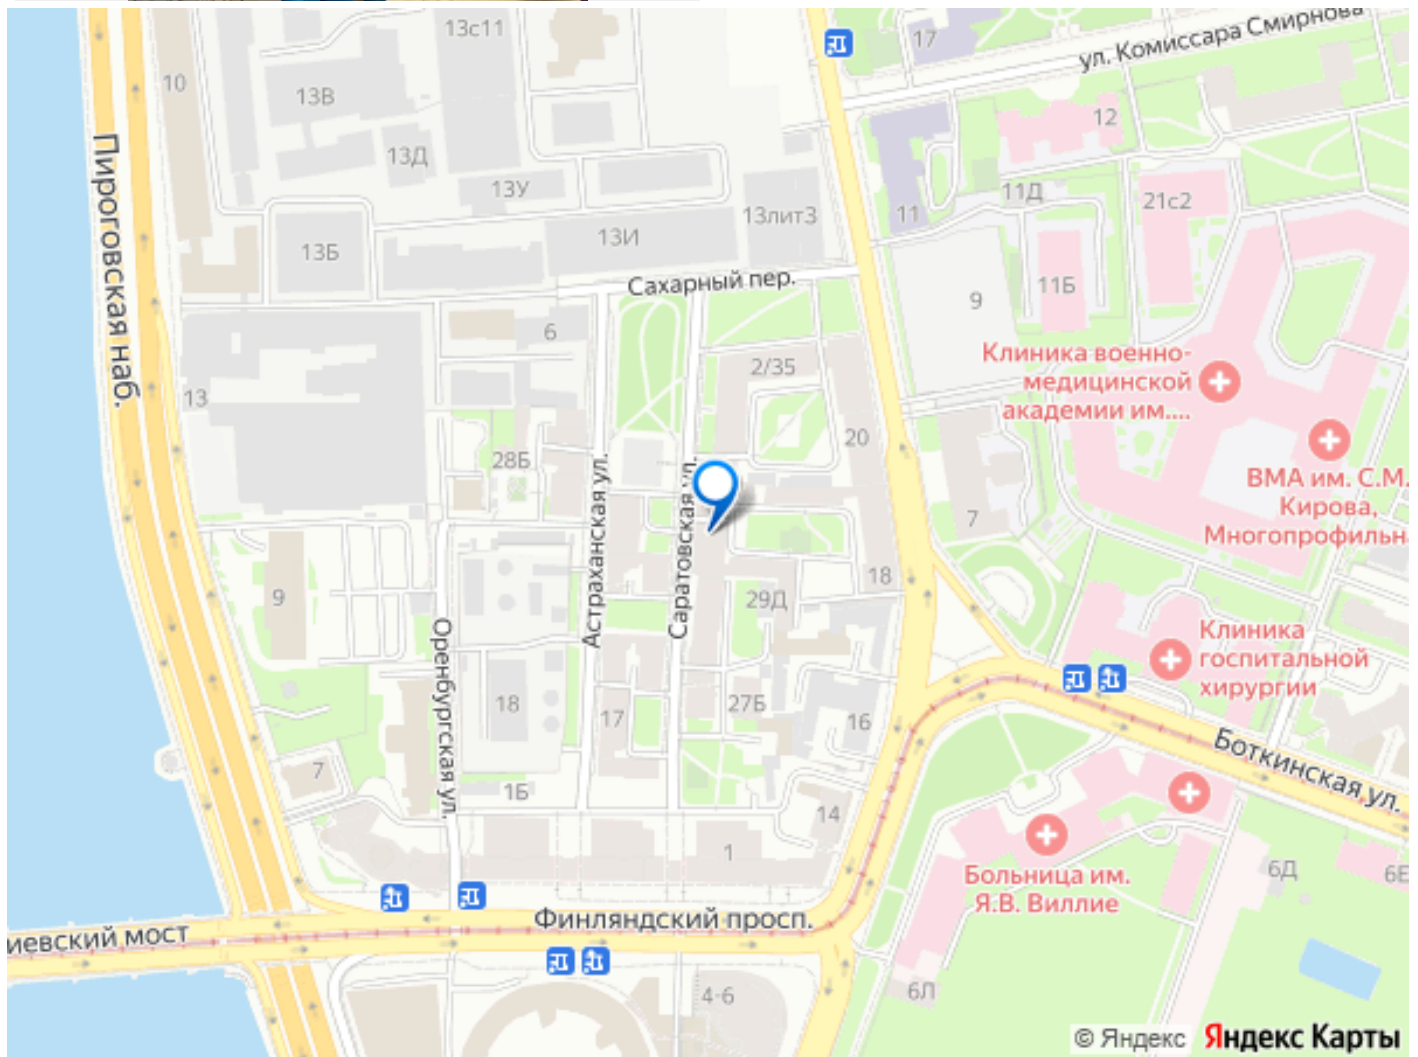 13с11
17
ул. Комиссара Смирнова
10
13В
12
Пироговская наб.
13Д
13У
11Д
21с2
13лит3
11
13И
13Б
Сахарный пер.
11Б
9
6
Клиника военно-
медицинской
академии им....
2/35
13
20
28Б
ВМА им. С.М.
Кирова,
Многопрофильн
Астраханская ул.
Саратовская ул.
7
18
9
29Д
Оренбургская ул.
Клиника
госпитальной
хирургии
18
17
27Б
16
Боткинская ул.
7
1Б
14
1
Больница им.
Я.В. Виллие
6Д
6Е
Финляндский просп.
иевский мост
4-6
6Л
© Яндекс Яндекс Карты